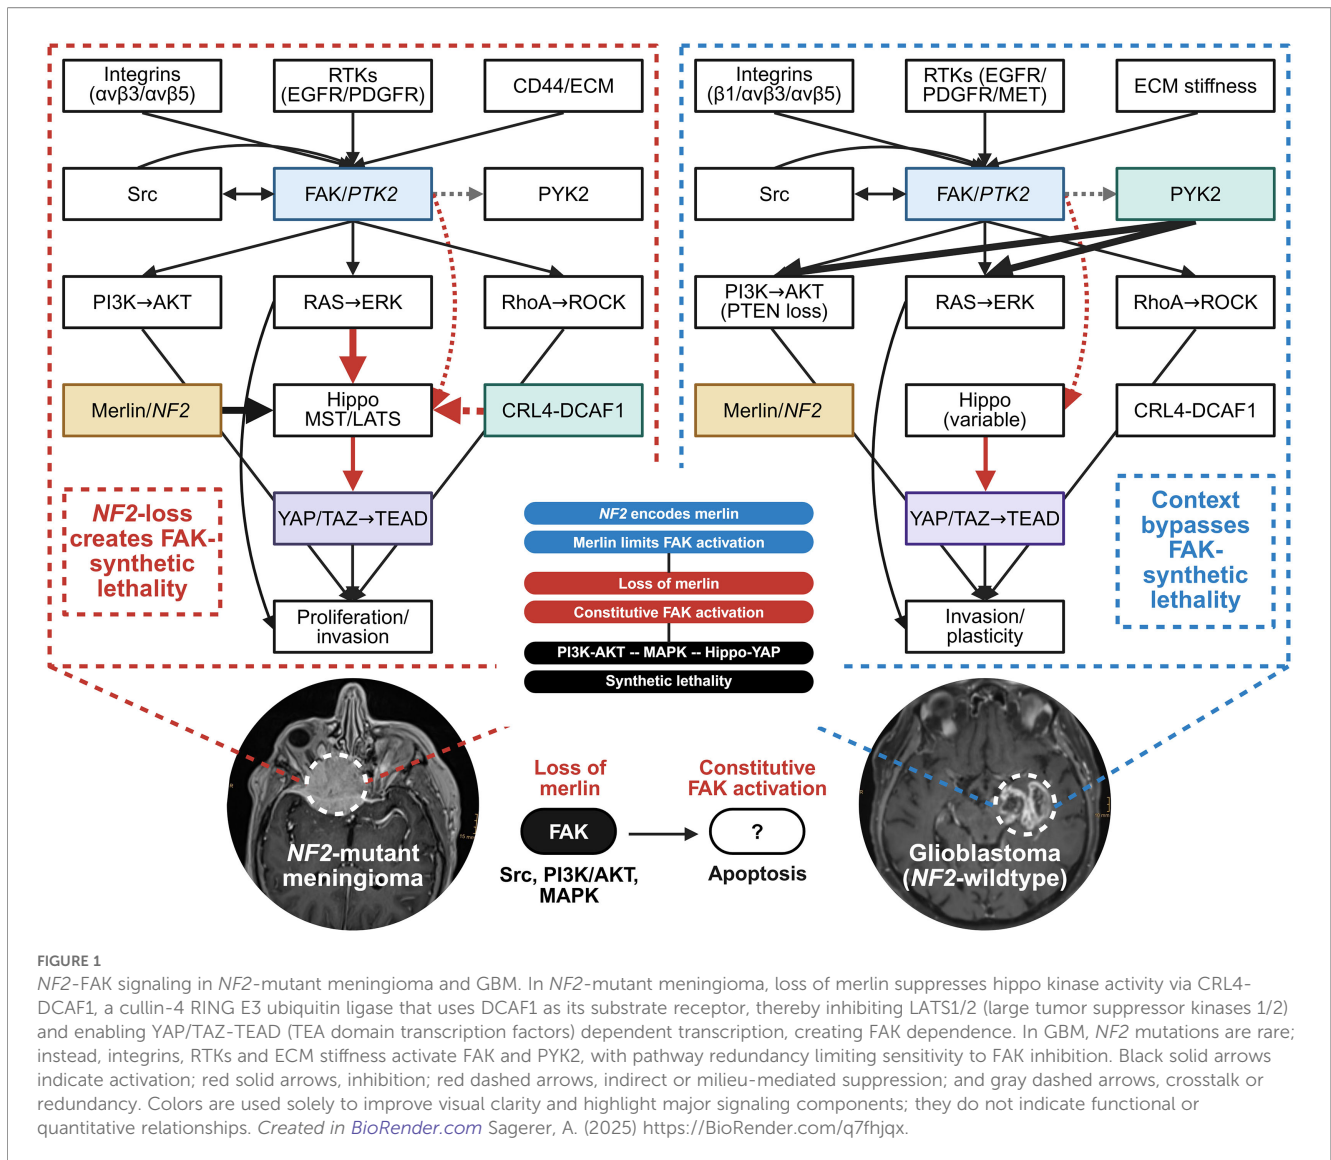 Integrins
(αvβ3/αvβ5)
RTKs
(EGFR/PDGFR)
CD44/ECM
Src
FAK/PTK2
PYK2
PI3K→AKT
RAS→ERK
RhoA→ROCK
Merlin/NF2
Hippo
MST/LATS
CRL4-DCAF1
NF2-loss
creates FAK-
synthetic
lethality
YAP/TAZ→TEAD
Proliferation/
invasion
Integrins
(β1/αvβ3/αvβ5)
RTKs (EGFR/
PDGFR/MET)
ECM stiffness
Src
FAK/PTK2
PYK2
PI3K→AKT
(PTEN loss)
RAS→ERK
RhoA→ROCK
Merlin/NF2
Hippo
(variable)
CRL4-DCAF1
YAP/TAZ→TEAD
Context
bypasses
FAK-
synthetic
lethality
Invasion/
plasticity
NF2 encodes merlin
Merlin limits FAK activation
Loss of merlin
Constitutive FAK activation
PI3K-AKT -- MAPK -- Hippo-YAP
Synthetic lethality
NF2-mutant
meningioma
Loss of
merlin
FAK
Src, PI3K/AKT,
MAPK
Constitutive
FAK activation
?
Apoptosis
Glioblastoma
(NF2-wildtype)
FIGURE 1
NF2-FAK signaling in NF2-mutant meningioma and GBM. In NF2-mutant meningioma, loss of merlin suppresses hippo kinase activity via CRL4-
DCAF1, a cullin-4 RING E3 ubiquitin ligase that uses DCAF1 as its substrate receptor, thereby inhibiting LATS1/2 (large tumor suppressor kinases 1/2)
and enabling YAP/TAZ-TEAD (TEA domain transcription factors) dependent transcription, creating FAK dependence. In GBM, NF2 mutations are rare;
instead, integrins, RTKs and ECM stiffness activate FAK and PYK2, with pathway redundancy limiting sensitivity to FAK inhibition. Black solid arrows
indicate activation; red solid arrows, inhibition; red dashed arrows, indirect or milieu-mediated suppression; and gray dashed arrows, crosstalk or
redundancy. Colors are used solely to improve visual clarity and highlight major signaling components; they do not indicate functional or
quantitative relationships. Created in BioRender.com Sagerer, A. (2025) https://BioRender.com/q7fhjqx.